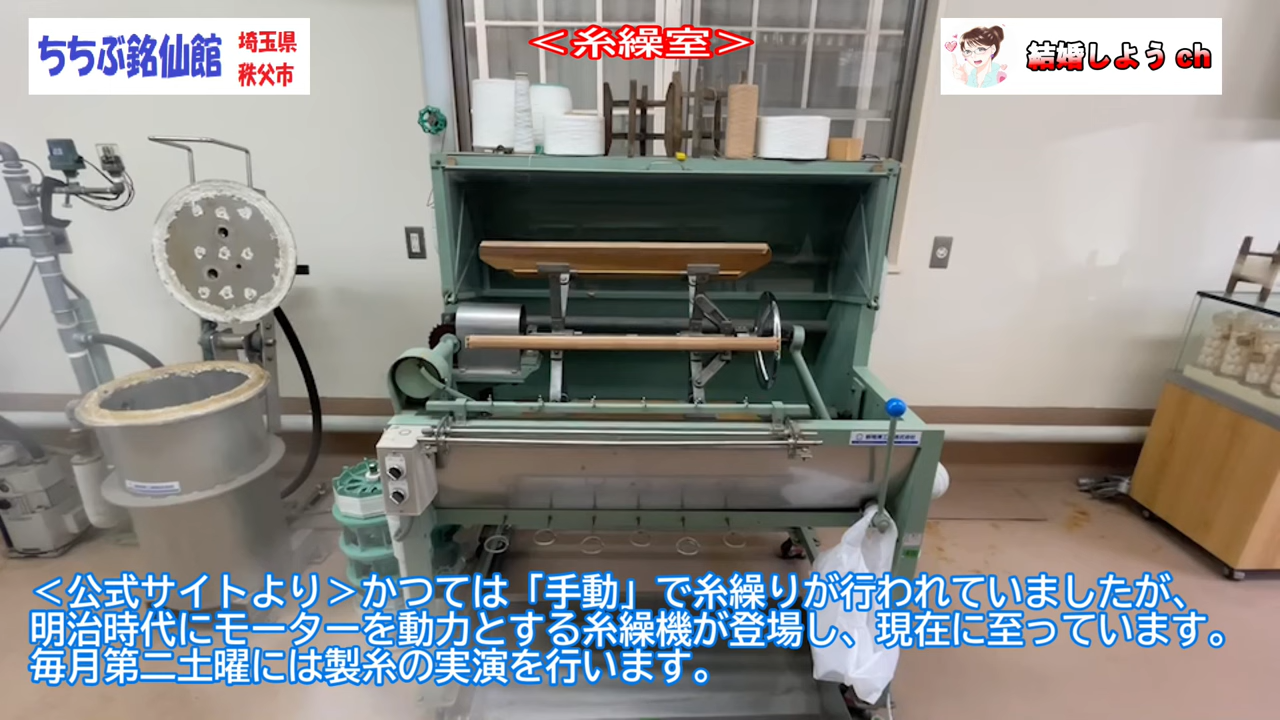 ちちぶ銘仙館
埼玉県
秩父市
＜糸繰室＞
結婚しよう ch
＜公式サイトより＞かつては「手動」で糸繰りが行われていましたが、
明治時代にモーターを動力とする糸繰機が登場し、現在に至っています。
毎月第二土曜には製糸の実演を行います。